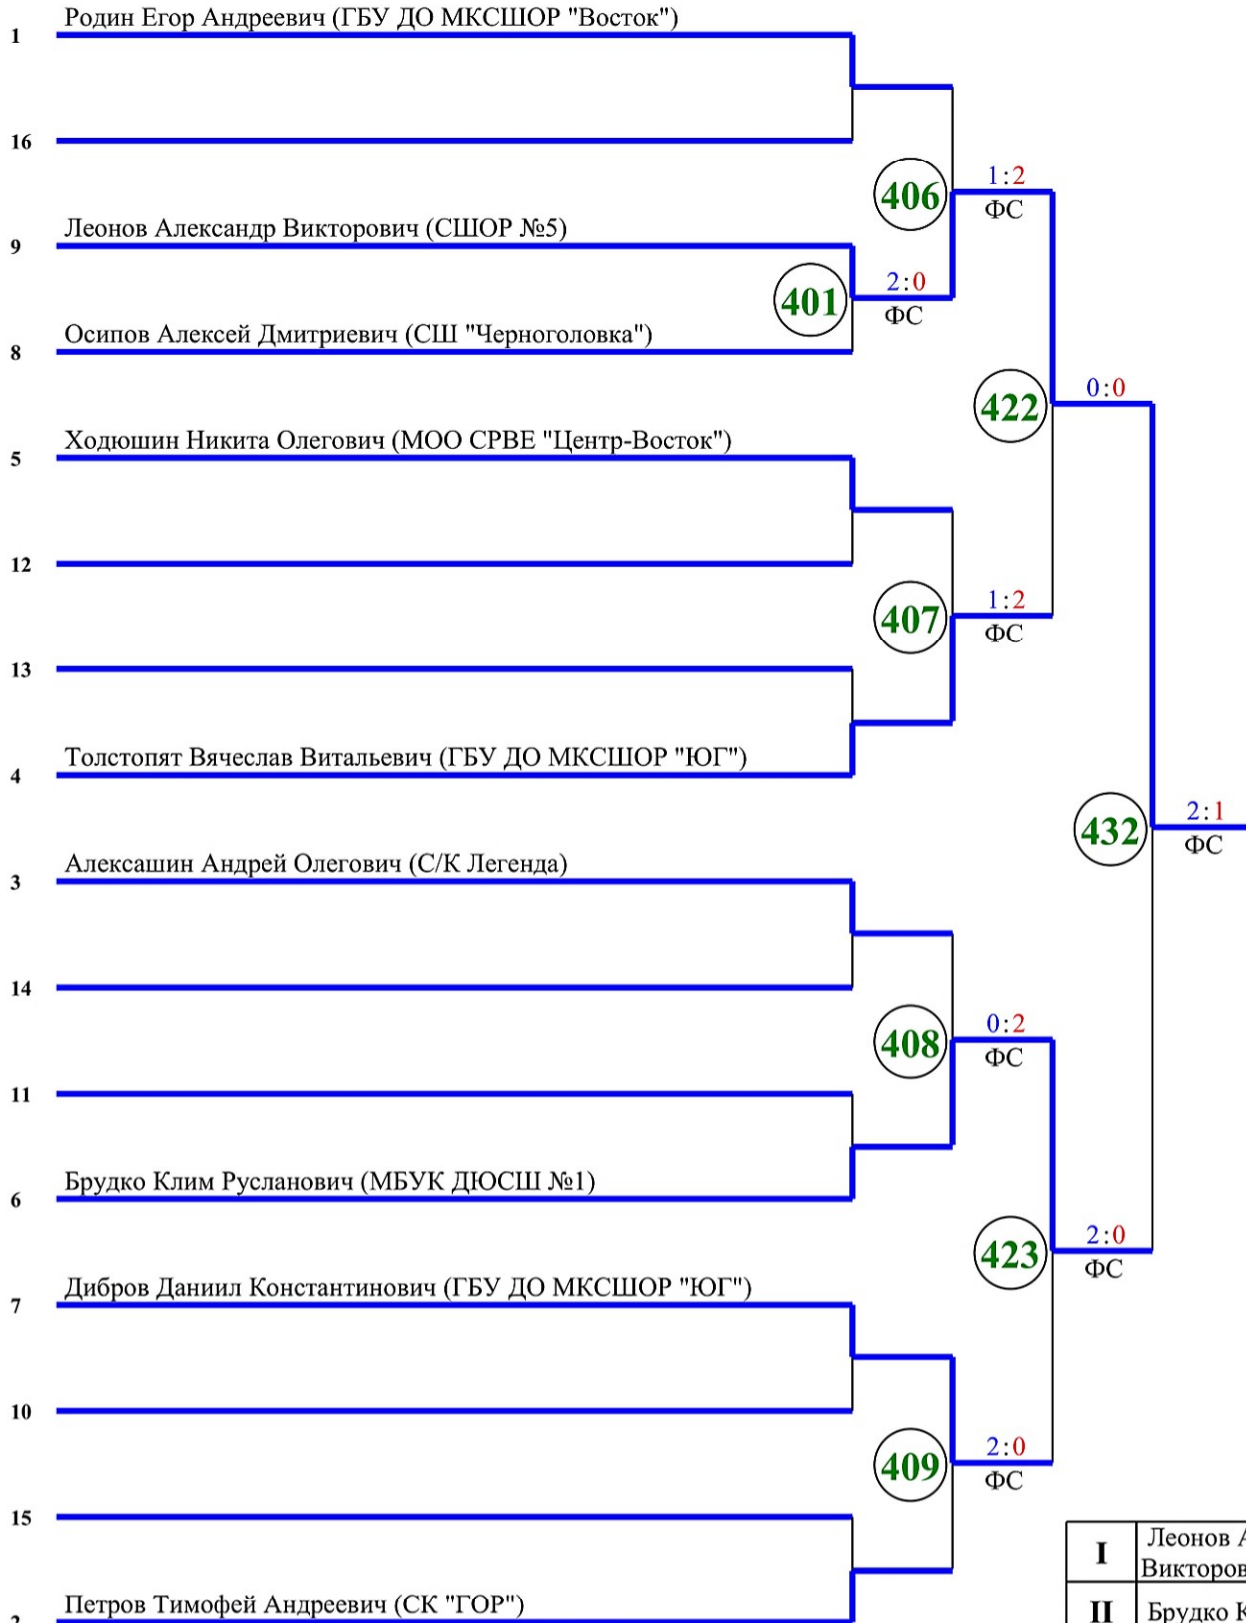 Родин Егор Андреевич (ГБУ ДО МКСШОР "Восток")
1
16
406
1:2
ФС
Леонов Александр Викторович (СШОР №5)
9
401
2:0
ФС
Осипов Алексей Дмитриевич (СШ "Черноголовка")
8
422
0:0
Ходюшин Никита Олегович (МОО СРВЕ "Центр-Восток")
5
12
407
1:2
ФС
13
Толстопят Вячеслав Витальевич (ГБУ ДО МКСШОР "ЮГ")
4
432
2:1
ФС
Алексашин Андрей Олегович (С/К Легенда)
3
14
408
0:2
ФС
11
Брудко Клим Русланович (МБУК ДЮСШ №1)
6
423
2:0
ФС
Дибров Даниил Константинович (ГБУ ДО МКСШОР "ЮГ")
7
10
409
2:0
ФС
15
I Леонов А
Викторов
Петров Тимофей Андреевич (СК "ГОР")
2
II Брудко К